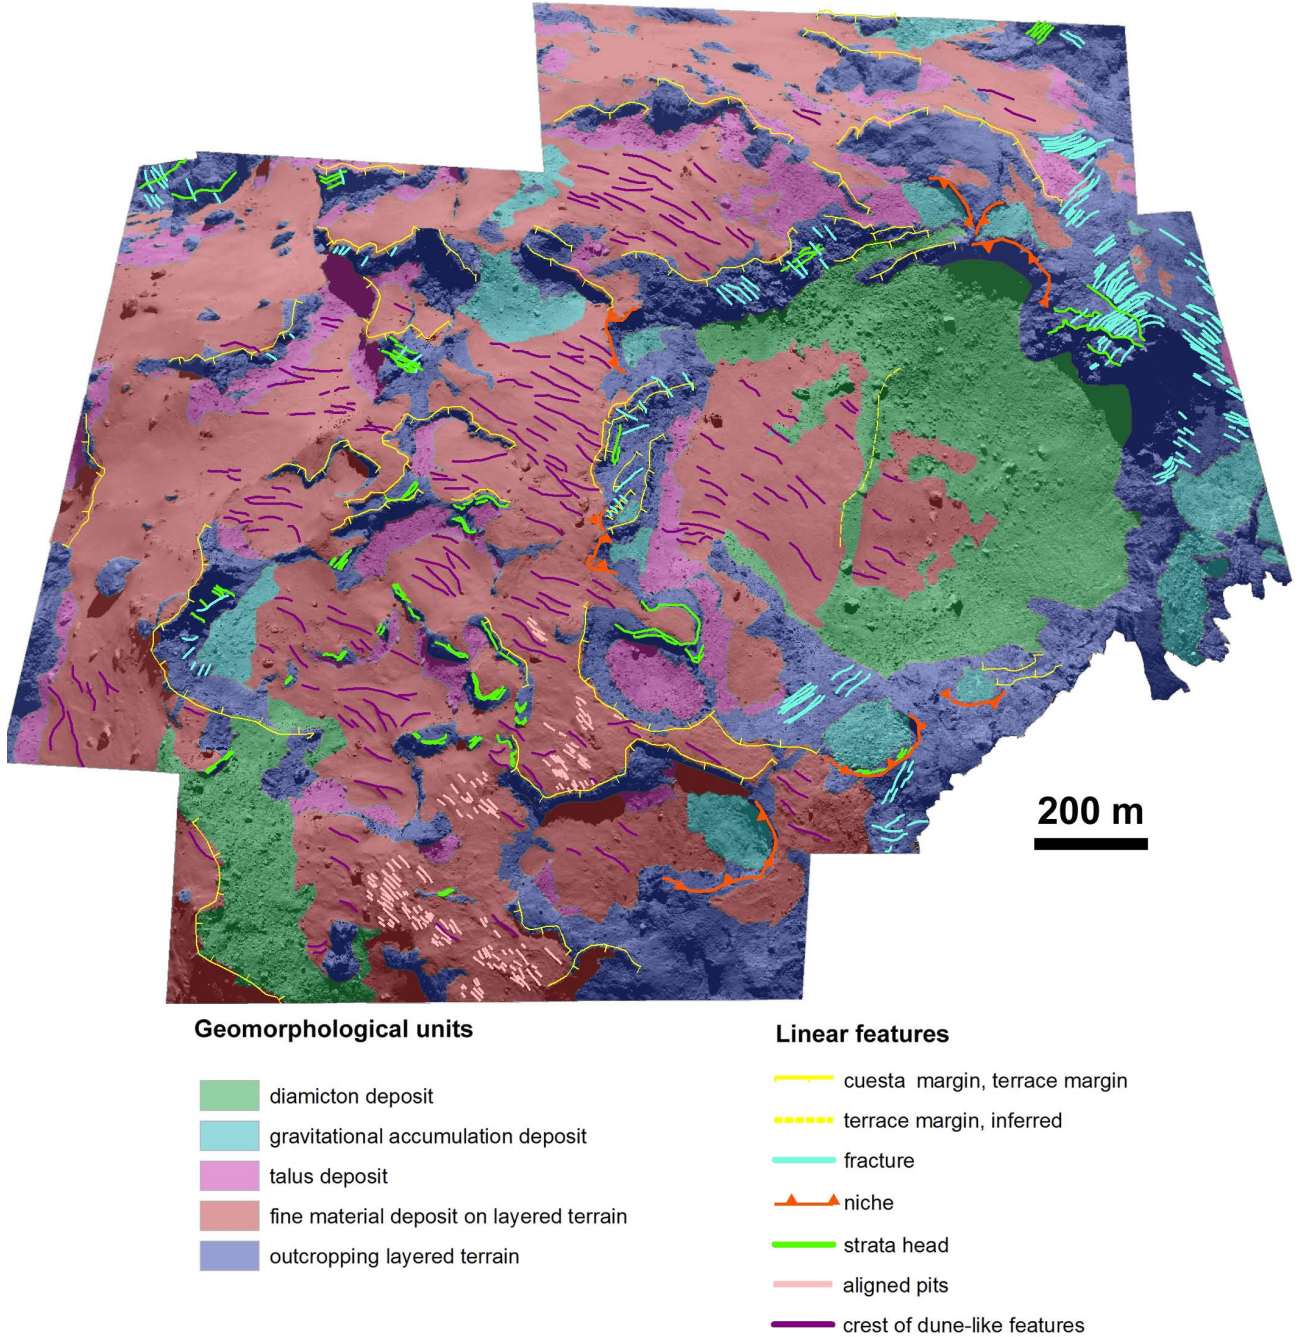 200 m
Geomorphological units
diamicton deposit
gravitational accumulation deposit
talus deposit
fine material deposit on layered terrain
outcropping layered terrain
Linear features
cuesta margin, terrace margin
terrace margin, inferred
fracture
niche
strata head
aligned pits
crest of dune-like features